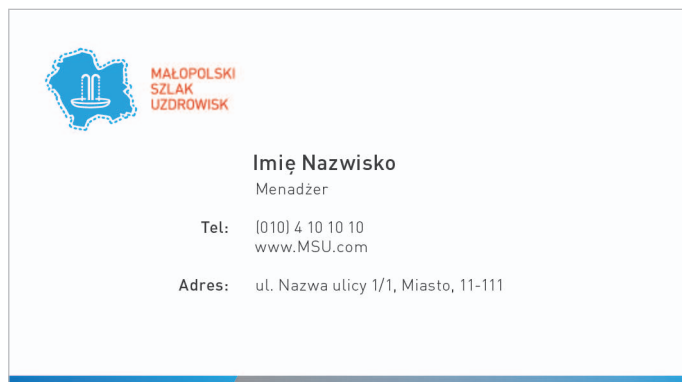 MAŁOPOLSKI
SZLAK
UZDROWISK
Imię Nazwisko
Menadżer
Tel: (010) 4 10 10 10
www.MSU.com
Adres: ul. Nazwa ulicy 1/1, Miasto, 11-111